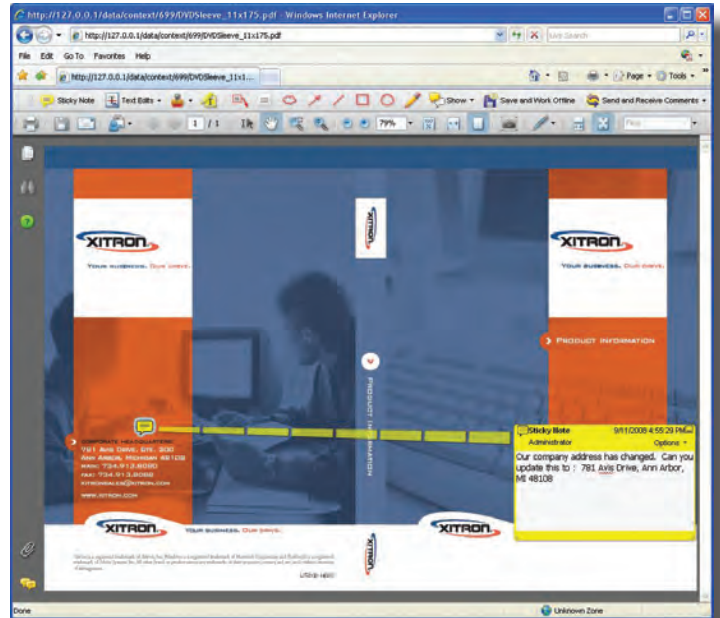 http://127.0.0.1/data/context/699/DVDSleeve_11x175.pdf - Windows Internet Explorer
http://127.0.0.1/data/context/699/DVDSleeve_11x175.pdf
Live Search
File Edit Go To Favorites Help
http://127.0.0.1/data/context/699/DVDSleeve_11x1...
Page Tools
Sticky Note Text Edits Show Save and Work Offline Send and Receive Comments
1 / 1 79% Find
XITRON
YOUR BUSINESS. OUR DRIVE.
XITRON
XITRON
YOUR BUSINESS. OUR DRIVE.
PRODUCT INFORMATION
PRODUCT INFORMATION
CORPORATE HEADQUARTERS:
781 AVIS DRIVE, STE. 200
ANN ARBOR, MICHIGAN 48108
MAIN: 734.913.8080
FAX: 734.913.8088
XITRONSALES@XITRON.COM
WWW.XITRON.COM
Sticky Note 9/11/2008 4:55:29 PM
Administrator Options
Our company address has changed. Can you
update this to : 781 Avis Drive, Ann Arbor,
MI 48108
XITRON
YOUR BUSINESS. OUR DRIVE.
XITRON
XITRON
Done Unknown Zone